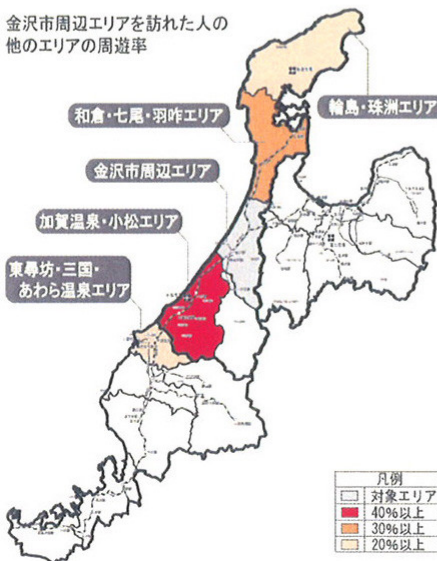 金沢市周辺エリアを訪れた人の
他のエリアの周遊率
輪島・珠洲エリア
和倉・七尾・羽咋エリア
金沢市周辺エリア
加賀温泉・小松エリア
東尋坊・三国・
あわら温泉エリア
凡例
対象エリア
40%以上
30%以上
20%以上